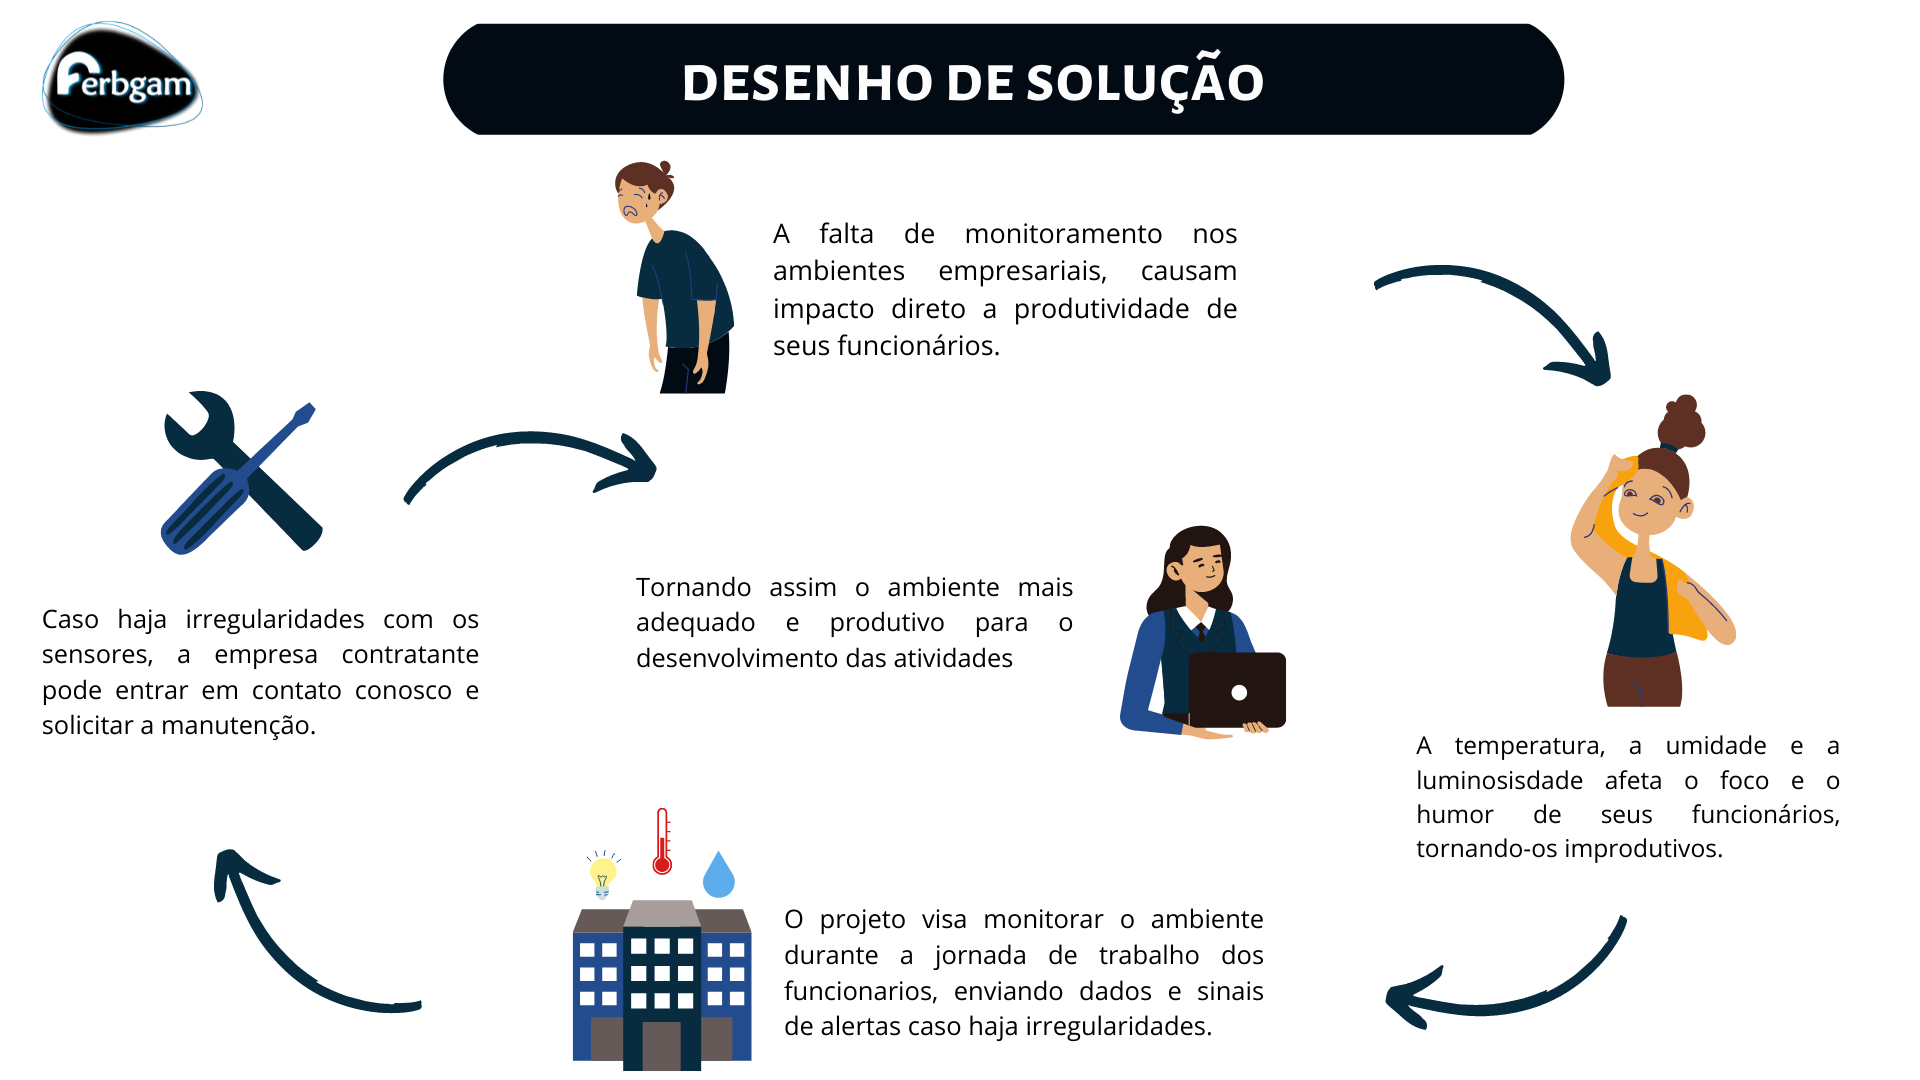 Ferbgam
DESENHO DE SOLUÇÃO
A falta de monitoramento nos
ambientes empresariais, causam
impacto direto a produtividade de
seus funcionários.
A temperatura, a umidade e a
luminosisdade afeta o foco e o
humor de seus funcionários,
tornando-os improdutivos.
O projeto visa monitorar o ambiente
durante a jornada de trabalho dos
funcionarios, enviando dados e sinais
de alertas caso haja irregularidades.
Caso haja irregularidades com os
sensores, a empresa contratante
pode entrar em contato conosco e
solicitar a manutenção.
Tornando assim o ambiente mais
adequado e produtivo para o
desenvolvimento das atividades